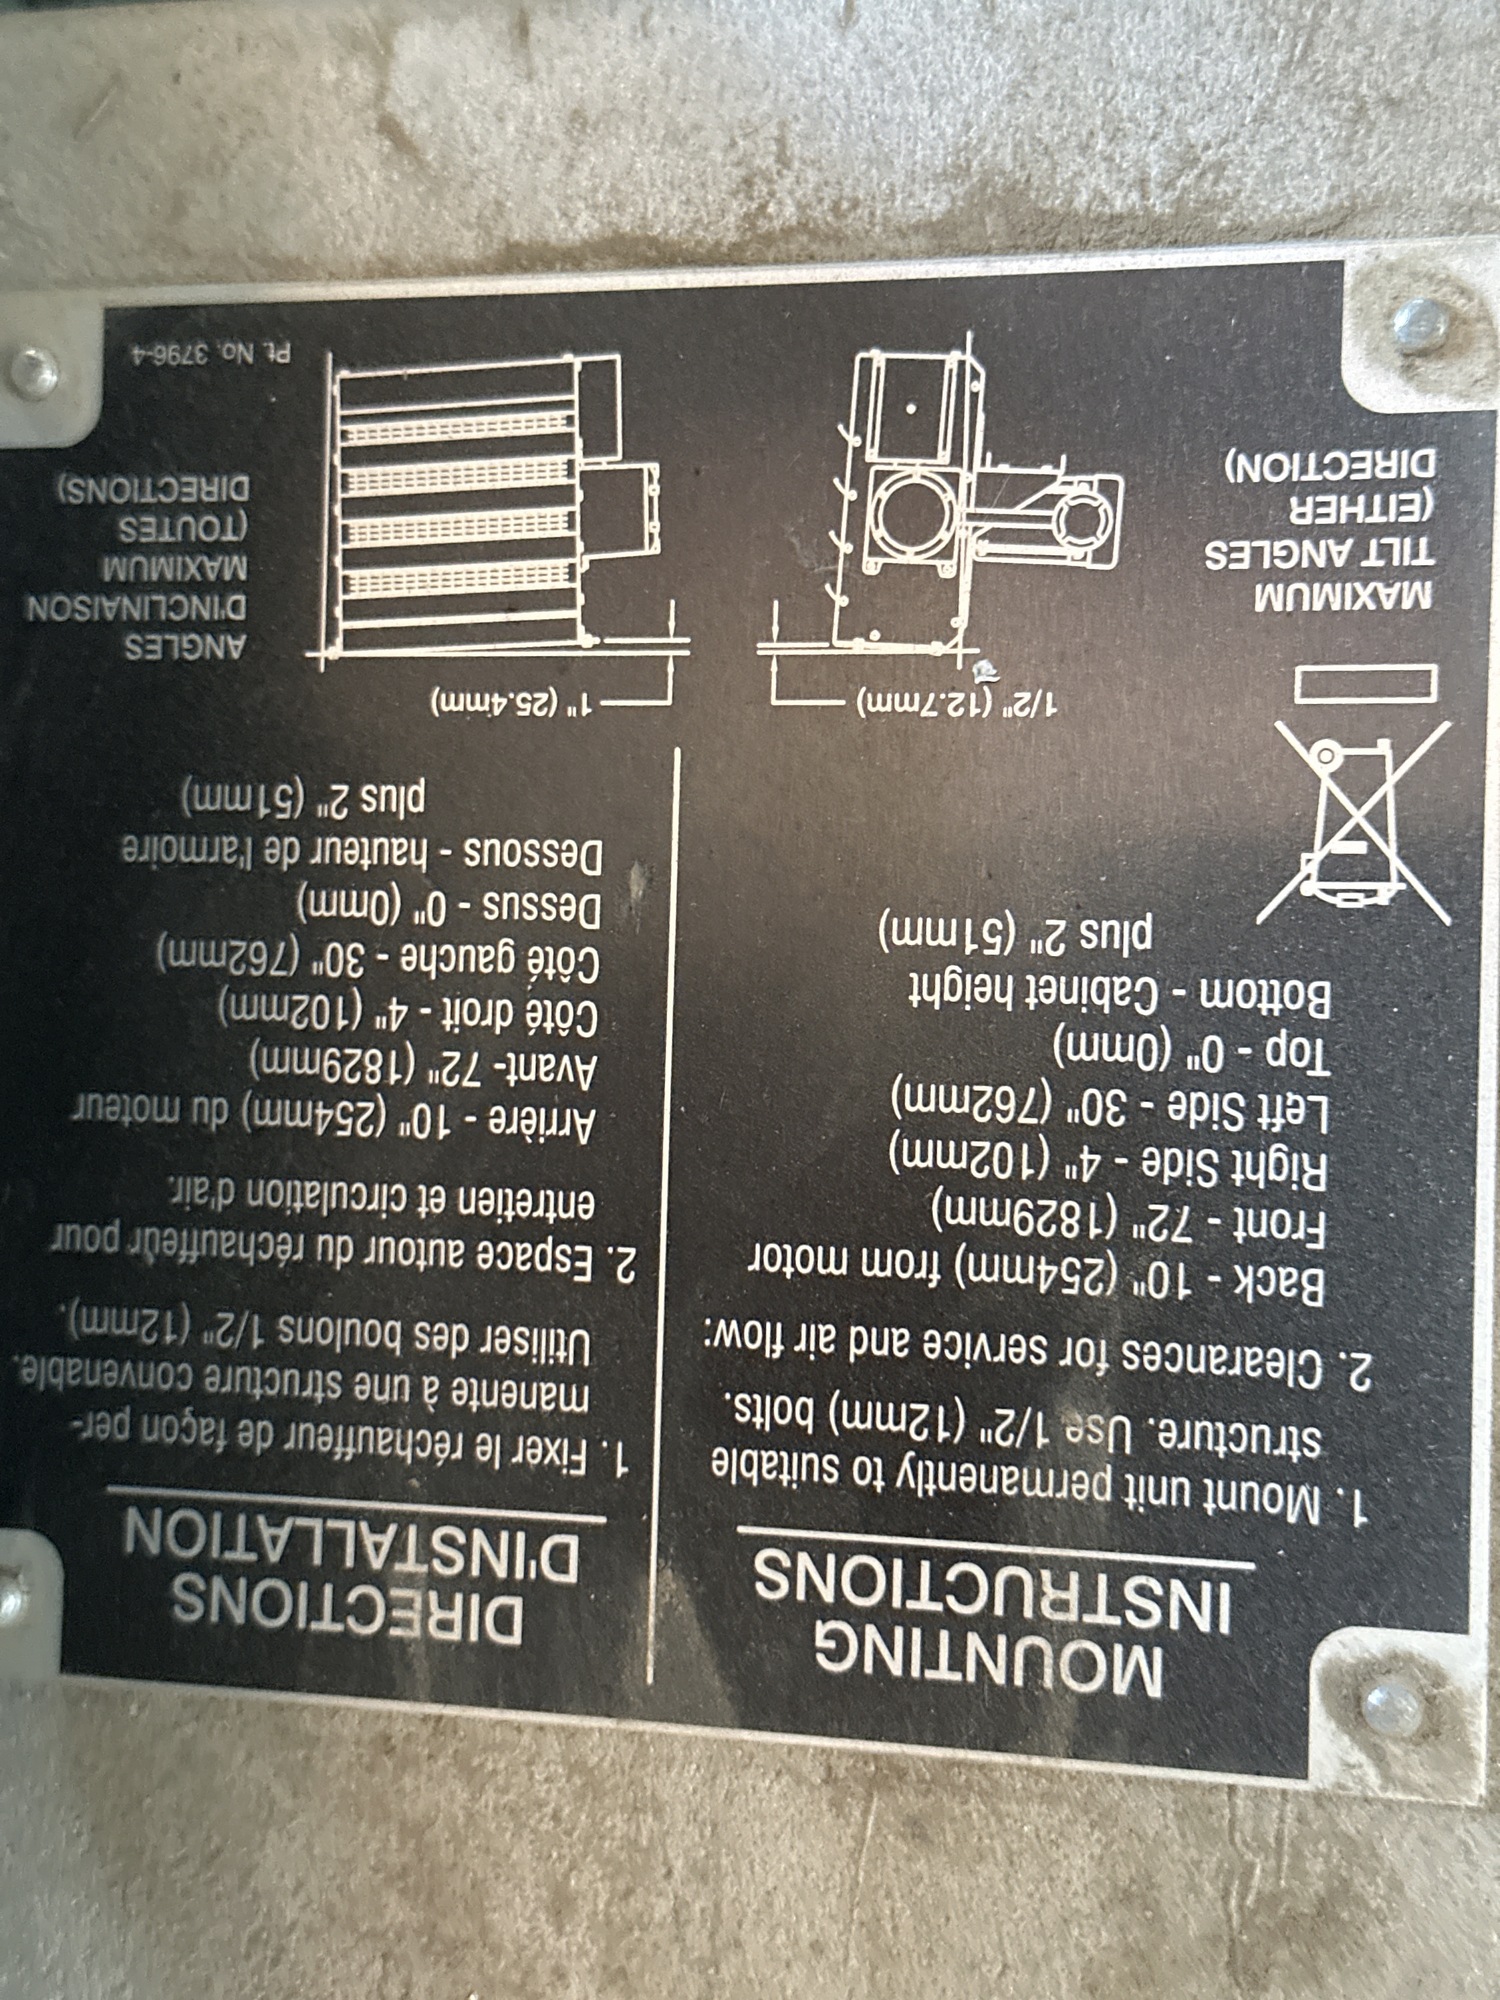 MOUNTING
INSTRUCTIONS
1. Mount unit permanently to suitable
structure. Use 1/2" (12mm) bolts.
2. Clearances for service and air flow:
Back - 10" (254mm) from motor
Front - 72" (1829mm)
Right Side - 4" (102mm)
Left Side - 30" (762mm)
Top - 0" (0mm)
Bottom - Cabinet height
plus 2" (51mm)
DIRECTIONS
D'INSTALLATION
1. Fixer le réchauffeur de façon per-
manente à une structure convenable.
Utiliser des boulons 1/2" (12mm).
2. Espace autour du réchauffeur pour
entretien et circulation d'air.
Arrière - 10" (254mm) du moteur
Avant- 72" (1829mm)
Côté droit - 4" (102mm)
Côté gauche - 30" (762mm)
Dessus - 0" (0mm)
Dessous - hauteur de l'armoire
plus 2" (51mm)
1/2" (12.7mm)
1" (25.4mm)
MAXIMUM
TILT ANGLES
(EITHER
DIRECTION)
ANGLES
D'INCLINAISON
MAXIMUM
(TOUTES
DIRECTIONS)
Pt. No. 3796-4